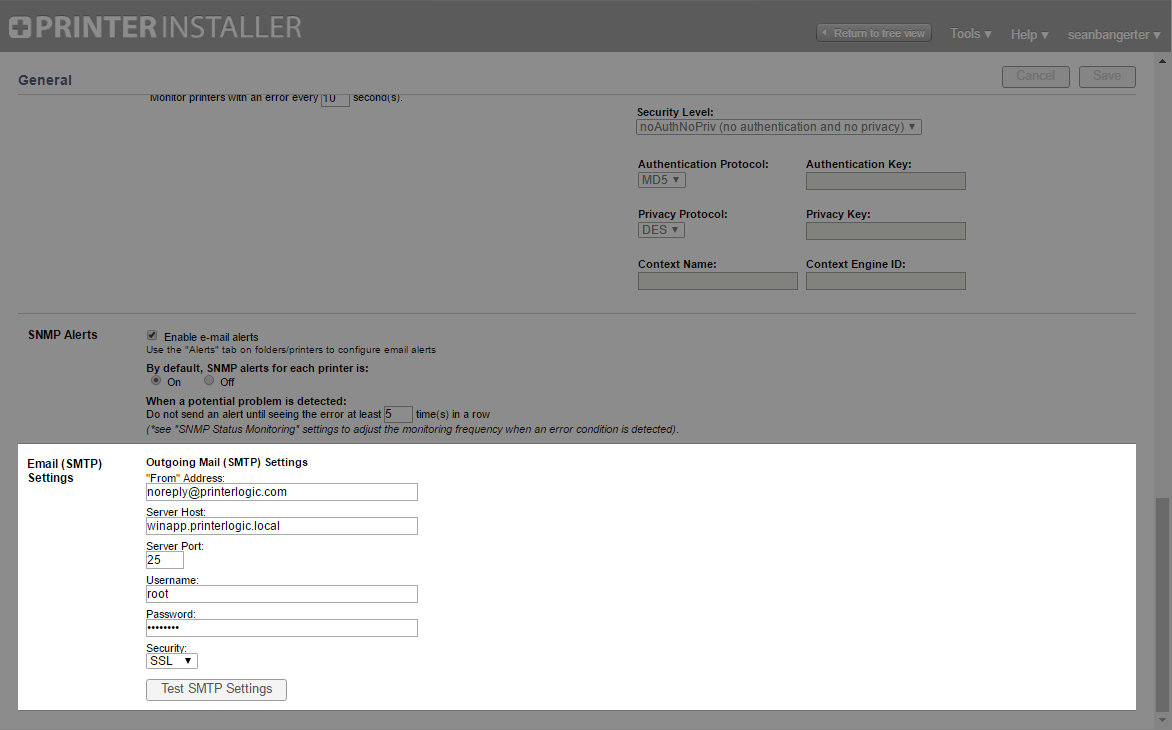 PRINTER INSTALLER
Return to tree view
Tools ▼
Help ▼
seanbangerter ▼
General
Cancel
Save
Monitor printers with an error every 10 second(s).
Security Level:
noAuthNoPriv (no authentication and no privacy) ▼
Authentication Protocol: Authentication Key:
MD5 ▼
Privacy Protocol: Privacy Key:
DES ▼
Context Name: Context Engine ID:
SNMP Alerts
Enable e-mail alerts
Use the "Alerts" tab on folders/printers to configure email alerts
By default, SNMP alerts for each printer is:
On Off
When a potential problem is detected:
Do not send an alert until seeing the error at least 5 time(s) in a row
(*see "SNMP Status Monitoring" settings to adjust the monitoring frequency when an error condition is detected).
Email (SMTP)
Settings
Outgoing Mail (SMTP) Settings
"From" Address:
noreply@printerlogic.com
Server Host:
winapp.printerlogic.local
Server Port:
25
Username:
root
Password:
••••••••
Security:
SSL ▼
Test SMTP Settings